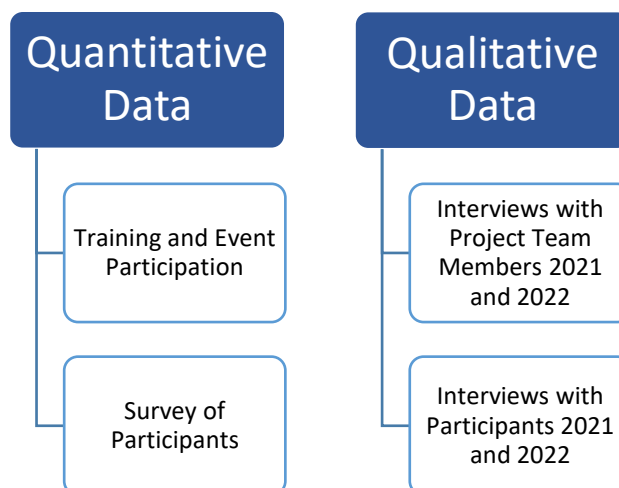 Quantitative
Data
Training and Event
Participation
Survey of
Participants
Qualitative
Data
Interviews with
Project Team
Members 2021
and 2022
Interviews with
Participants 2021
and 2022